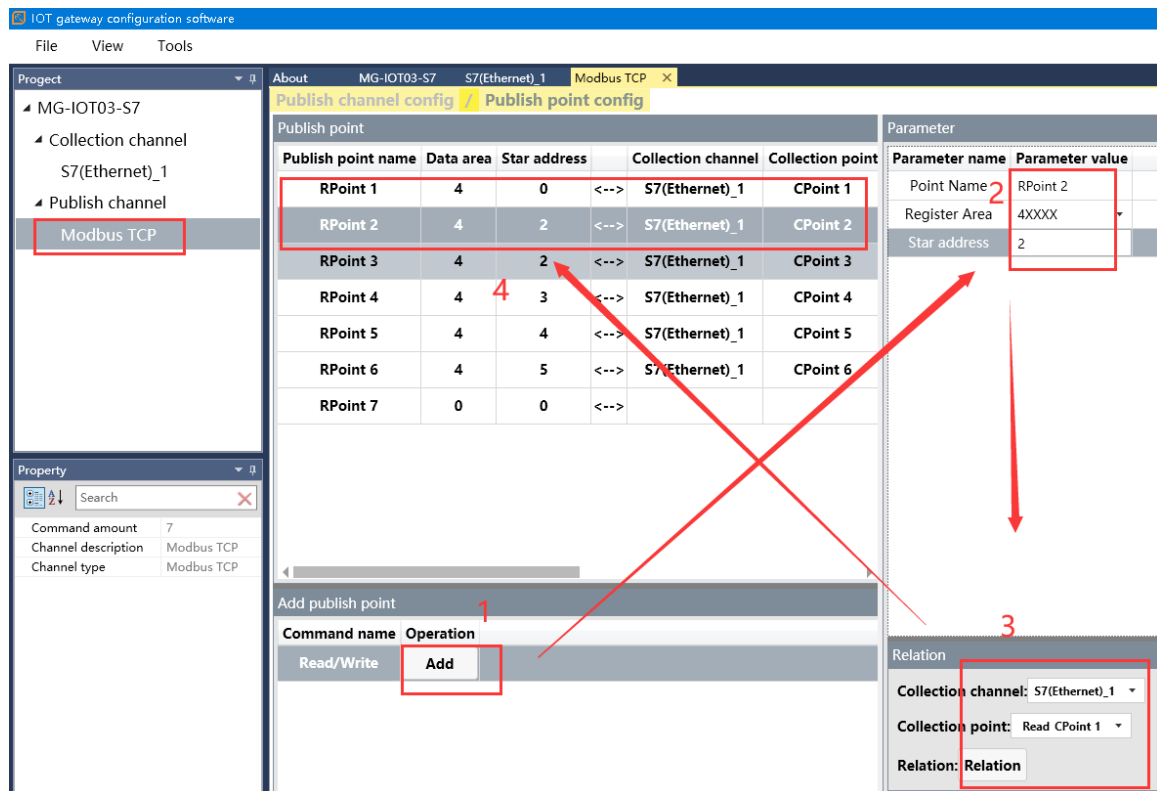 IOT gateway configuration software
File View Tools
Progect
MG-IOT03-S7
Collection channel
S7(Ethernet)_1
Publish channel
Modbus TCP
Property
Search
Command amount 7
Channel description Modbus TCP
Channel type Modbus TCP
About MG-IOT03-S7 S7(Ethernet)_1 Modbus TCP
Publish channel config / Publish point config
Publish point
Publish point name Data area Star address Collection channel Collection point
RPoint 1 4 0 <--> S7(Ethernet)_1 CPoint 1
RPoint 2 4 2 <--> S7(Ethernet)_1 CPoint 2
RPoint 3 4 2 <--> S7(Ethernet)_1 CPoint 3
4
RPoint 4 4 3 <--> S7(Ethernet)_1 CPoint 4
RPoint 5 4 4 <--> S7(Ethernet)_1 CPoint 5
RPoint 6 4 5 <--> S7(Ethernet)_1 CPoint 6
RPoint 7 0 0 <-->
Add publish point
1
Command name Operation
Read/Write Add
Parameter
Parameter name Parameter value
Point Name RPoint 2
2
Register Area 4XXXX
Star address 2
3
Relation
Collection channel: S7(Ethernet)_1
Collection point: Read CPoint 1
Relation: Relation